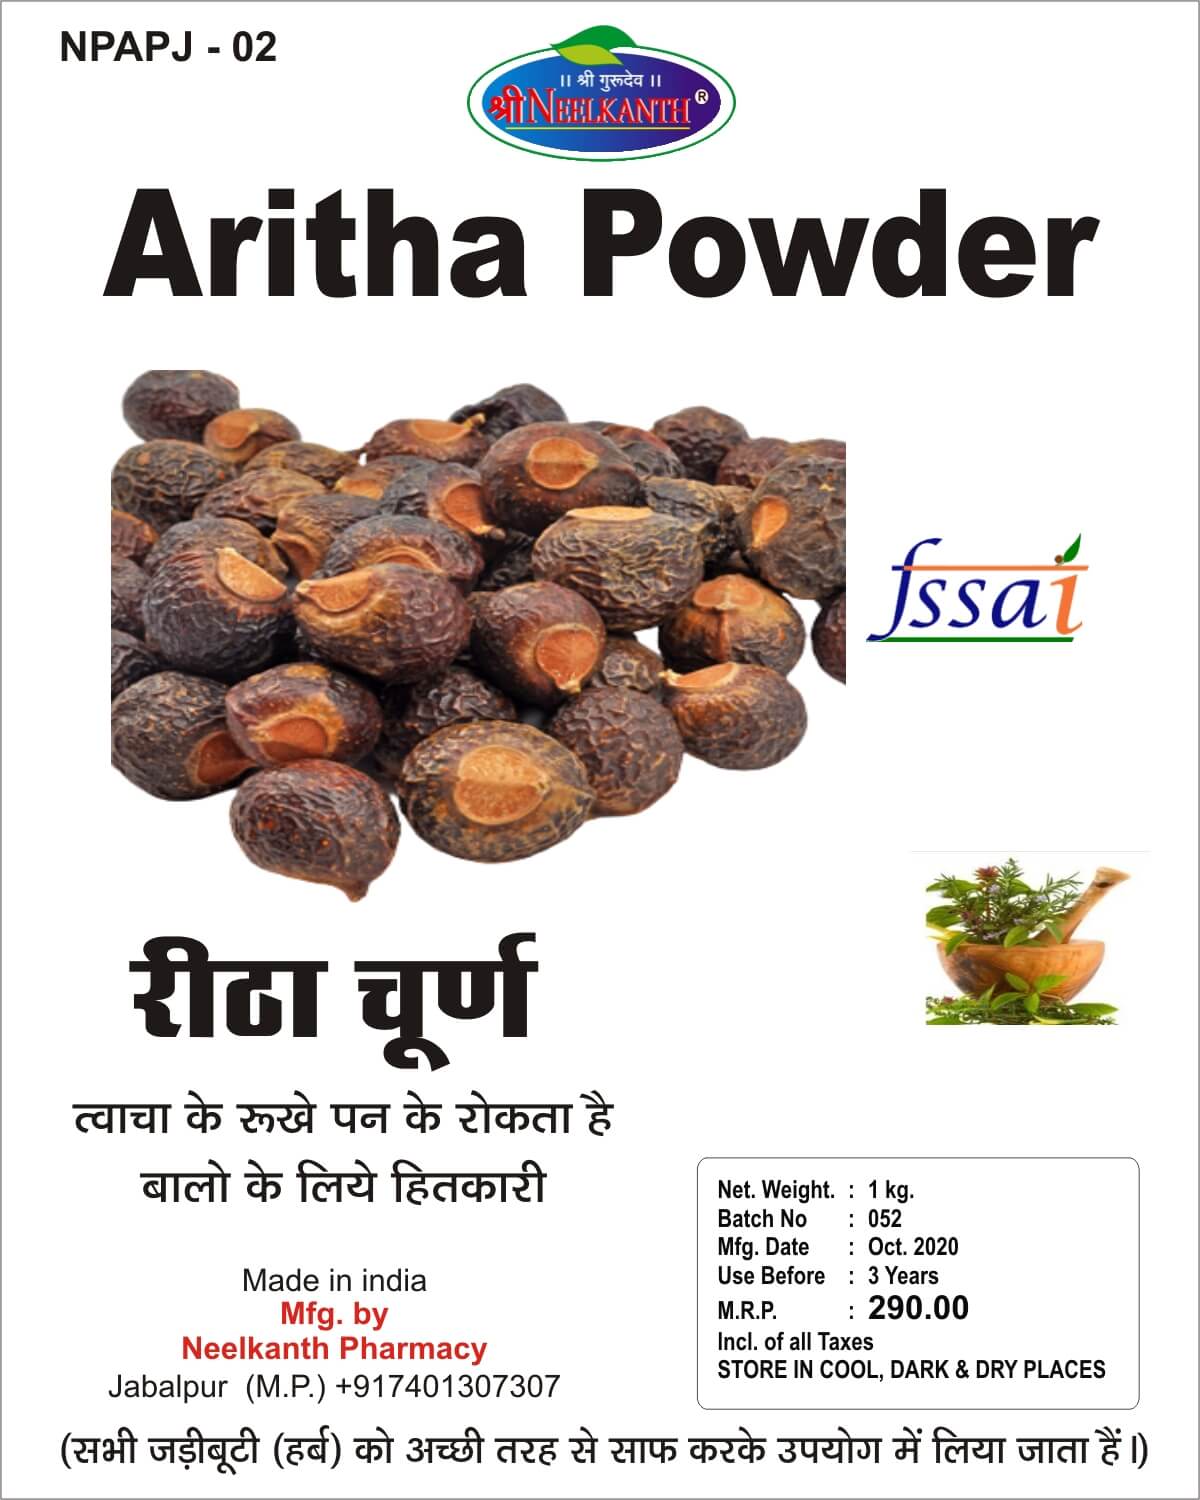 NPAPJ - 02
।। श्री गुरूदेव ।।
श्री NEELKANTH ®
Aritha Powder
fssai
रीठा चूर्ण
त्वाचा के रूखे पन के रोकता है
बालो के लिये हितकारी
Made in india
Mfg. by
Neelkanth Pharmacy
Jabalpur (M.P.) +917401307307
Net. Weight. : 1 kg.
Batch No : 052
Mfg. Date : Oct. 2020
Use Before : 3 Years
M.R.P. : 290.00
Incl. of all Taxes
STORE IN COOL, DARK & DRY PLACES
(सभी जड़ीबूटी (हर्ब) को अच्छी तरह से साफ करके उपयोग में लिया जाता हैं।)